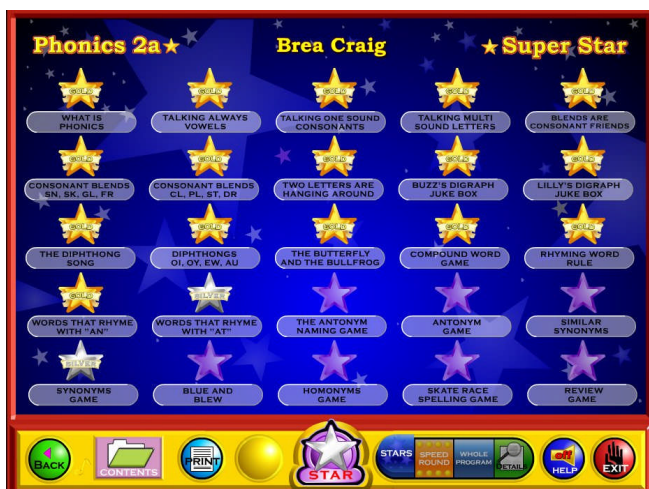 Phonics 2a
Brea Craig
Super Star
GOLD
GOLD
GOLD
GOLD
GOLD
WHAT IS
PHONICS
TALKING ALWAYS
VOWELS
TALKING ONE SOUND
CONSONANTS
TALKING MULTI
SOUND LETTERS
BLENDS ARE
CONSONANT FRIENDS
GOLD
GOLD
GOLD
GOLD
GOLD
CONSONANT BLENDS
SN, SK, GL, FR
CONSONANT BLENDS
CL, PL, ST, DR
TWO LETTERS ARE
HANGING AROUND
BUZZ'S DIGRAPH
JUKE BOX
LILLY'S DIGRAPH
JUKE BOX
GOLD
GOLD
GOLD
GOLD
GOLD
THE DIPHTHONG
SONG
DIPHTHONGS
OI, OY, EW, AU
THE BUTTERFLY
AND THE BULLFROG
COMPOUND WORD
GAME
RHYMING WORD
RULE
GOLD
SILVER
WORDS THAT RHYME
WITH "AN"
WORDS THAT RHYME
WITH "AT"
THE ANTONYM
NAMING GAME
ANTONYM
GAME
SIMILAR
SYNONYMS
SILVER
SYNONYMS
GAME
BLUE AND
BLEW
HOMONYMS
GAME
SKATE RACE
SPELLING GAME
REVIEW
GAME
BACK
CONTENTS
PRINT
STAR
STARS
SPEED
ROUND
WHOLE
PROGRAM
DETAILS
off
HELP
EXIT